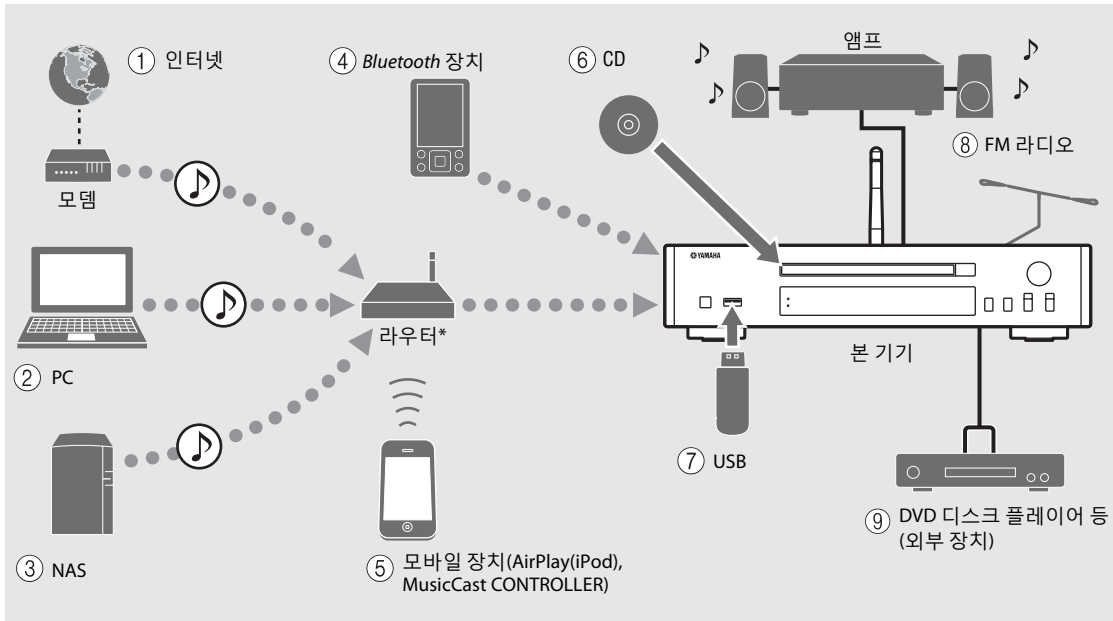 ① 인터넷
모뎀
② PC
③ NAS
④ Bluetooth 장치
라우터*
⑤ 모바일 장치(AirPlay(iPod),
MusicCast CONTROLLER)
⑥ CD
앰프
⑧ FM 라디오
YAMAHA
본 기기
⑦ USB
⑨ DVD 디스크 플레이어 등
(외부 장치)